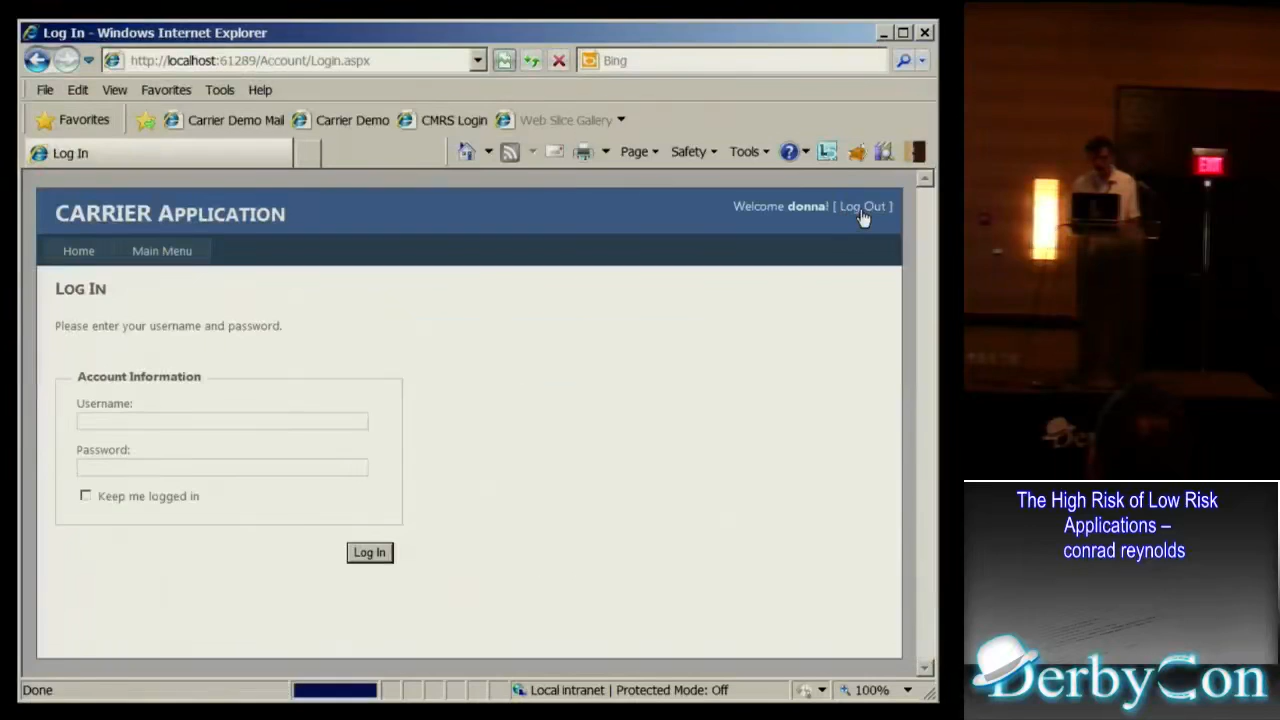 Log In - Windows Internet Explorer
http://localhost:61289/Account/Login.aspx
Bing
File Edit View Favorites Tools Help
Favorites Carrier Demo Mail Carrier Demo CMRS Login Web Slice Gallery
Log In
Page Safety Tools
CARRIER APPLICATION
Welcome donna! [ Log Out ]
Home Main Menu
LOG IN
Please enter your username and password.
Account Information
Username:
Password:
Keep me logged in
Log In
Done
Local intranet | Protected Mode: Off
100%
The High Risk of Low Risk
Applications –
conrad reynolds
DerbyCon